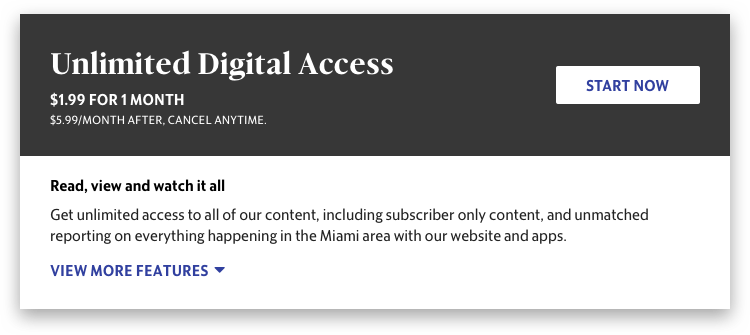 Unlimited Digital Access
$1.99 FOR 1 MONTH
$5.99/MONTH AFTER, CANCEL ANYTIME.
START NOW
Read, view and watch it all
Get unlimited access to all of our content, including subscriber only content, and unmatched
reporting on everything happening in the Miami area with our website and apps.
VIEW MORE FEATURES